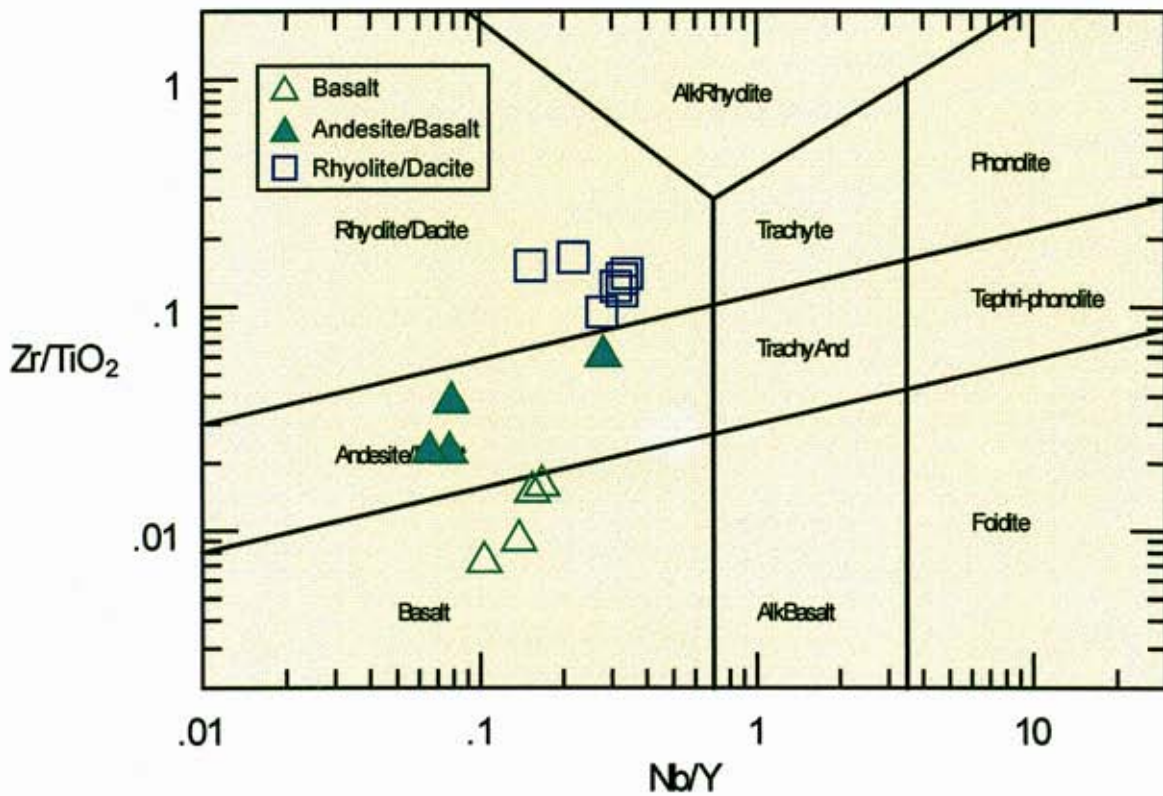 AlkRhydite
1
Basalt
Andesite/Basalt
Rhyolite/Dacite
Phondite
Rhydite/Dacite
Trachyte
.1
Tephri-phonolite
Zr/TiO2
TrachyAnd
Andesite/
.01
Foidite
Basalt
AlkBasalt
.01
.1
1
10
Nb/Y